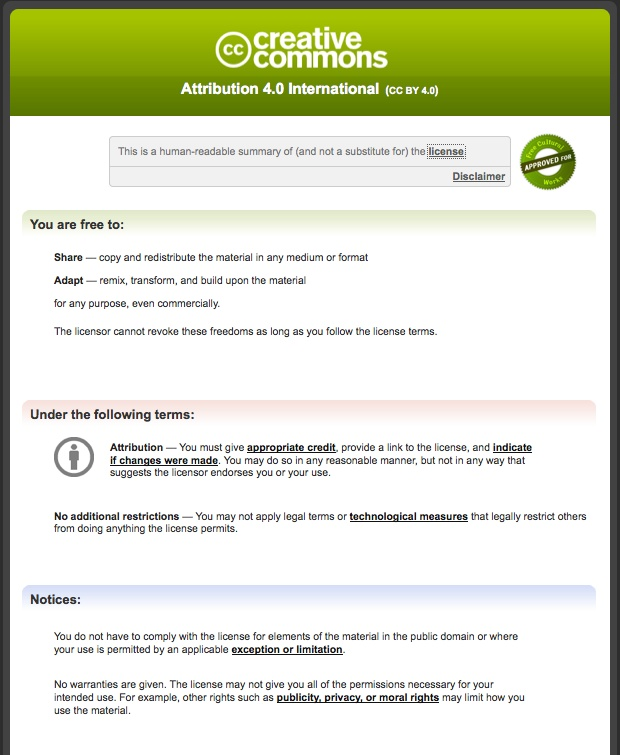 cc creative
commons
Attribution 4.0 International (CC BY 4.0)
This is a human-readable summary of (and not a substitute for) the license
Disclaimer
Free Cultural
APPROVED FOR
Works
You are free to:
Share — copy and redistribute the material in any medium or format
Adapt — remix, transform, and build upon the material
for any purpose, even commercially.
The licensor cannot revoke these freedoms as long as you follow the license terms.
Under the following terms:
Attribution — You must give appropriate credit, provide a link to the license, and indicate
if changes were made. You may do so in any reasonable manner, but not in any way that
suggests the licensor endorses you or your use.
No additional restrictions — You may not apply legal terms or technological measures that legally restrict others
from doing anything the license permits.
Notices:
You do not have to comply with the license for elements of the material in the public domain or where
your use is permitted by an applicable exception or limitation.
No warranties are given. The license may not give you all of the permissions necessary for your
intended use. For example, other rights such as publicity, privacy, or moral rights may limit how you
use the material.